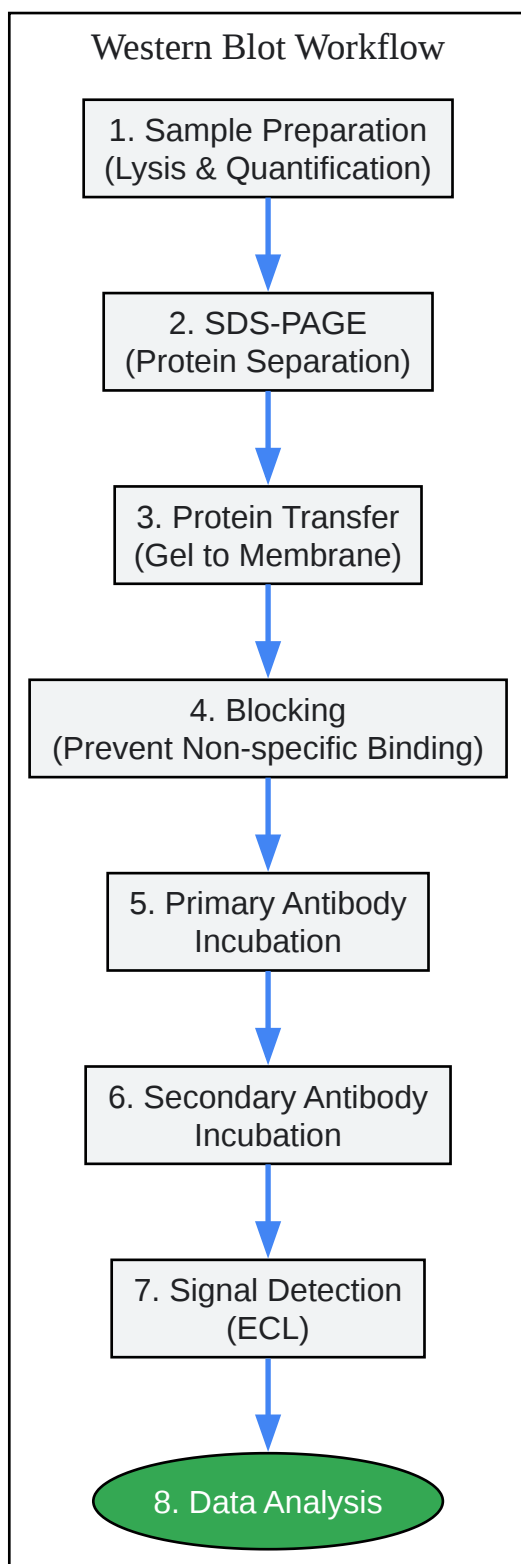 Western Blot Workflow
1. Sample Preparation
(Lysis & Quantification)
2. SDS-PAGE
(Protein Separation)
3. Protein Transfer
(Gel to Membrane)
4. Blocking
(Prevent Non-specific Binding)
5. Primary Antibody
Incubation
6. Secondary Antibody
Incubation
7. Signal Detection
(ECL)
8. Data Analysis